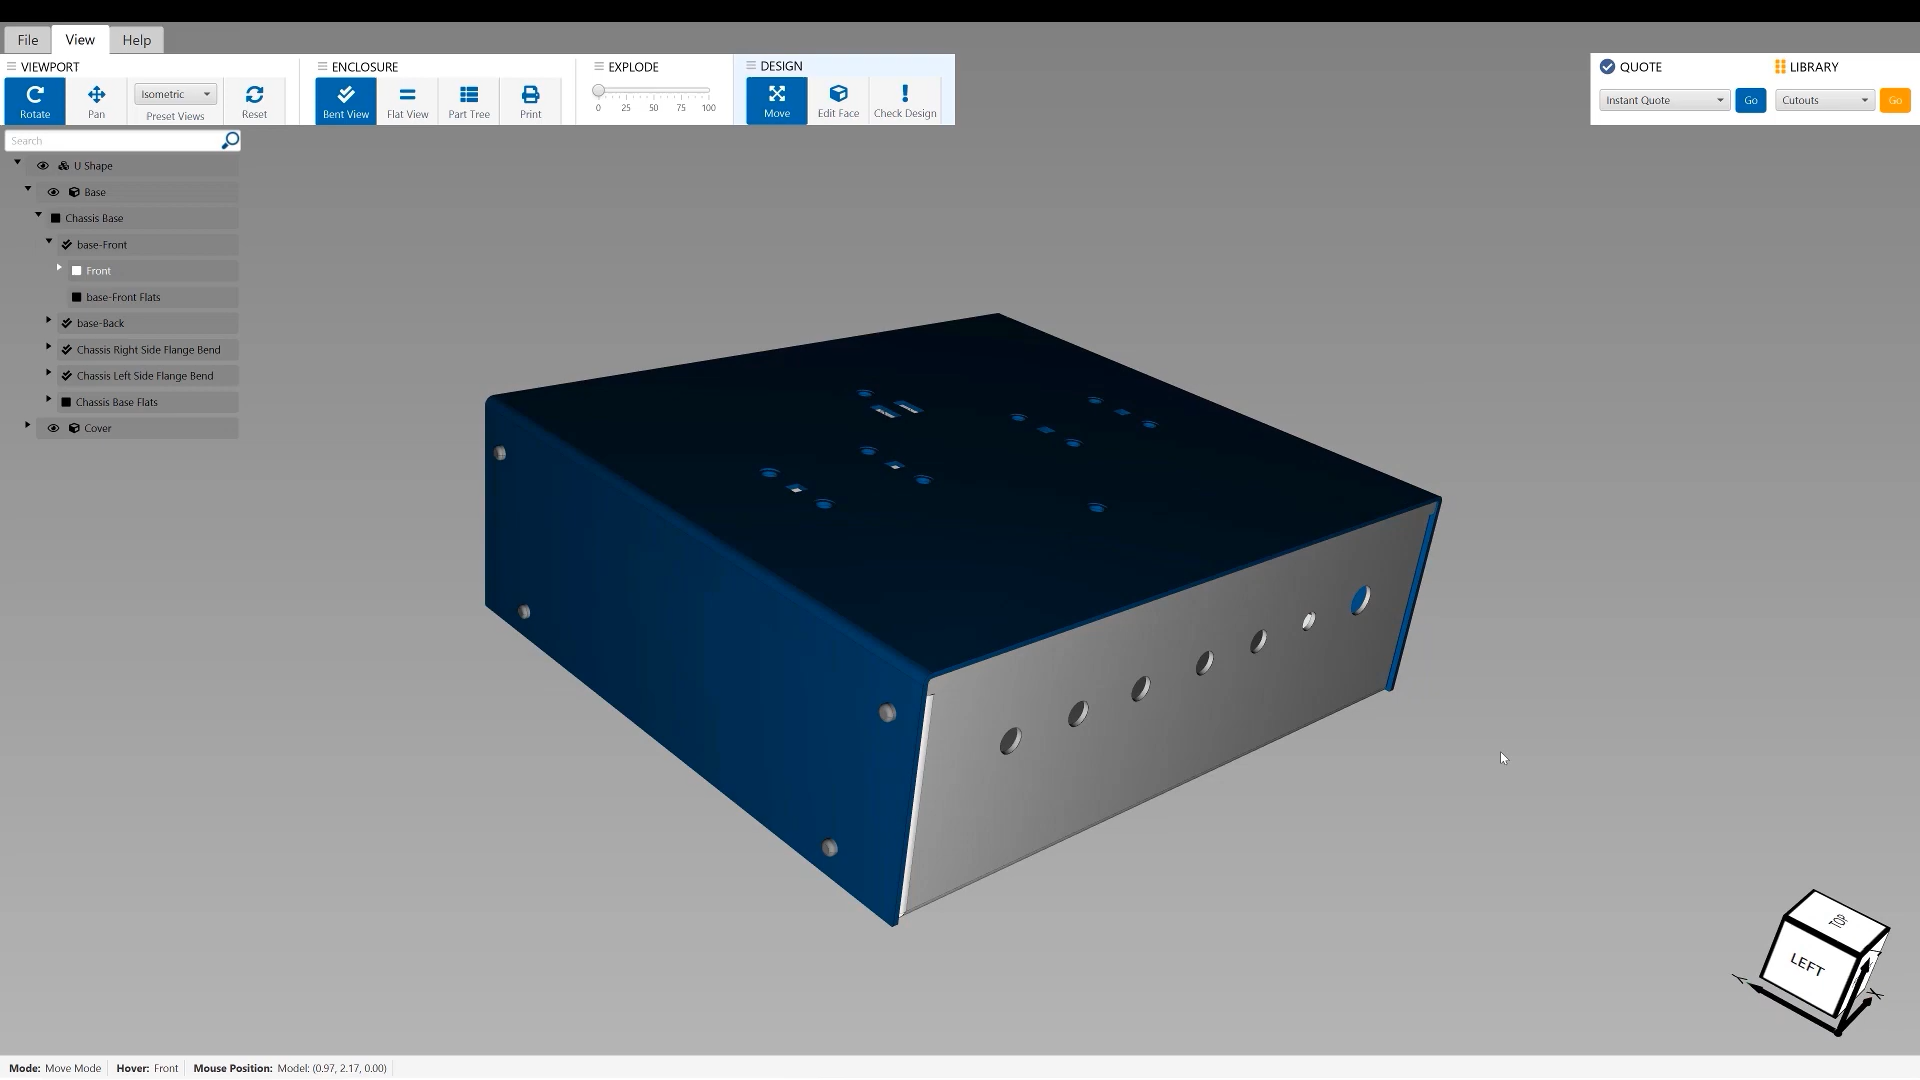 File View Help
VIEWPORT ENCLOSURE EXPLODE DESIGN QUOTE LIBRARY
Isometric
Instant Quote Go Cutouts Go
0 25 50 75 100
Rotate Pan Preset Views Reset Bent View Flat View Part Tree Print Move Edit Face Check Design
Search
U Shape
Base
Chassis Base
base-Front
Front
base-Front Flats
base-Back
Chassis Right Side Flange Bend
Chassis Left Side Flange Bend
Chassis Base Flats
Cover
TOP
LEFT
Y X
Mode: Move Mode Hover: Front Mouse Position: Model: (0.97, 2.17, 0.00)